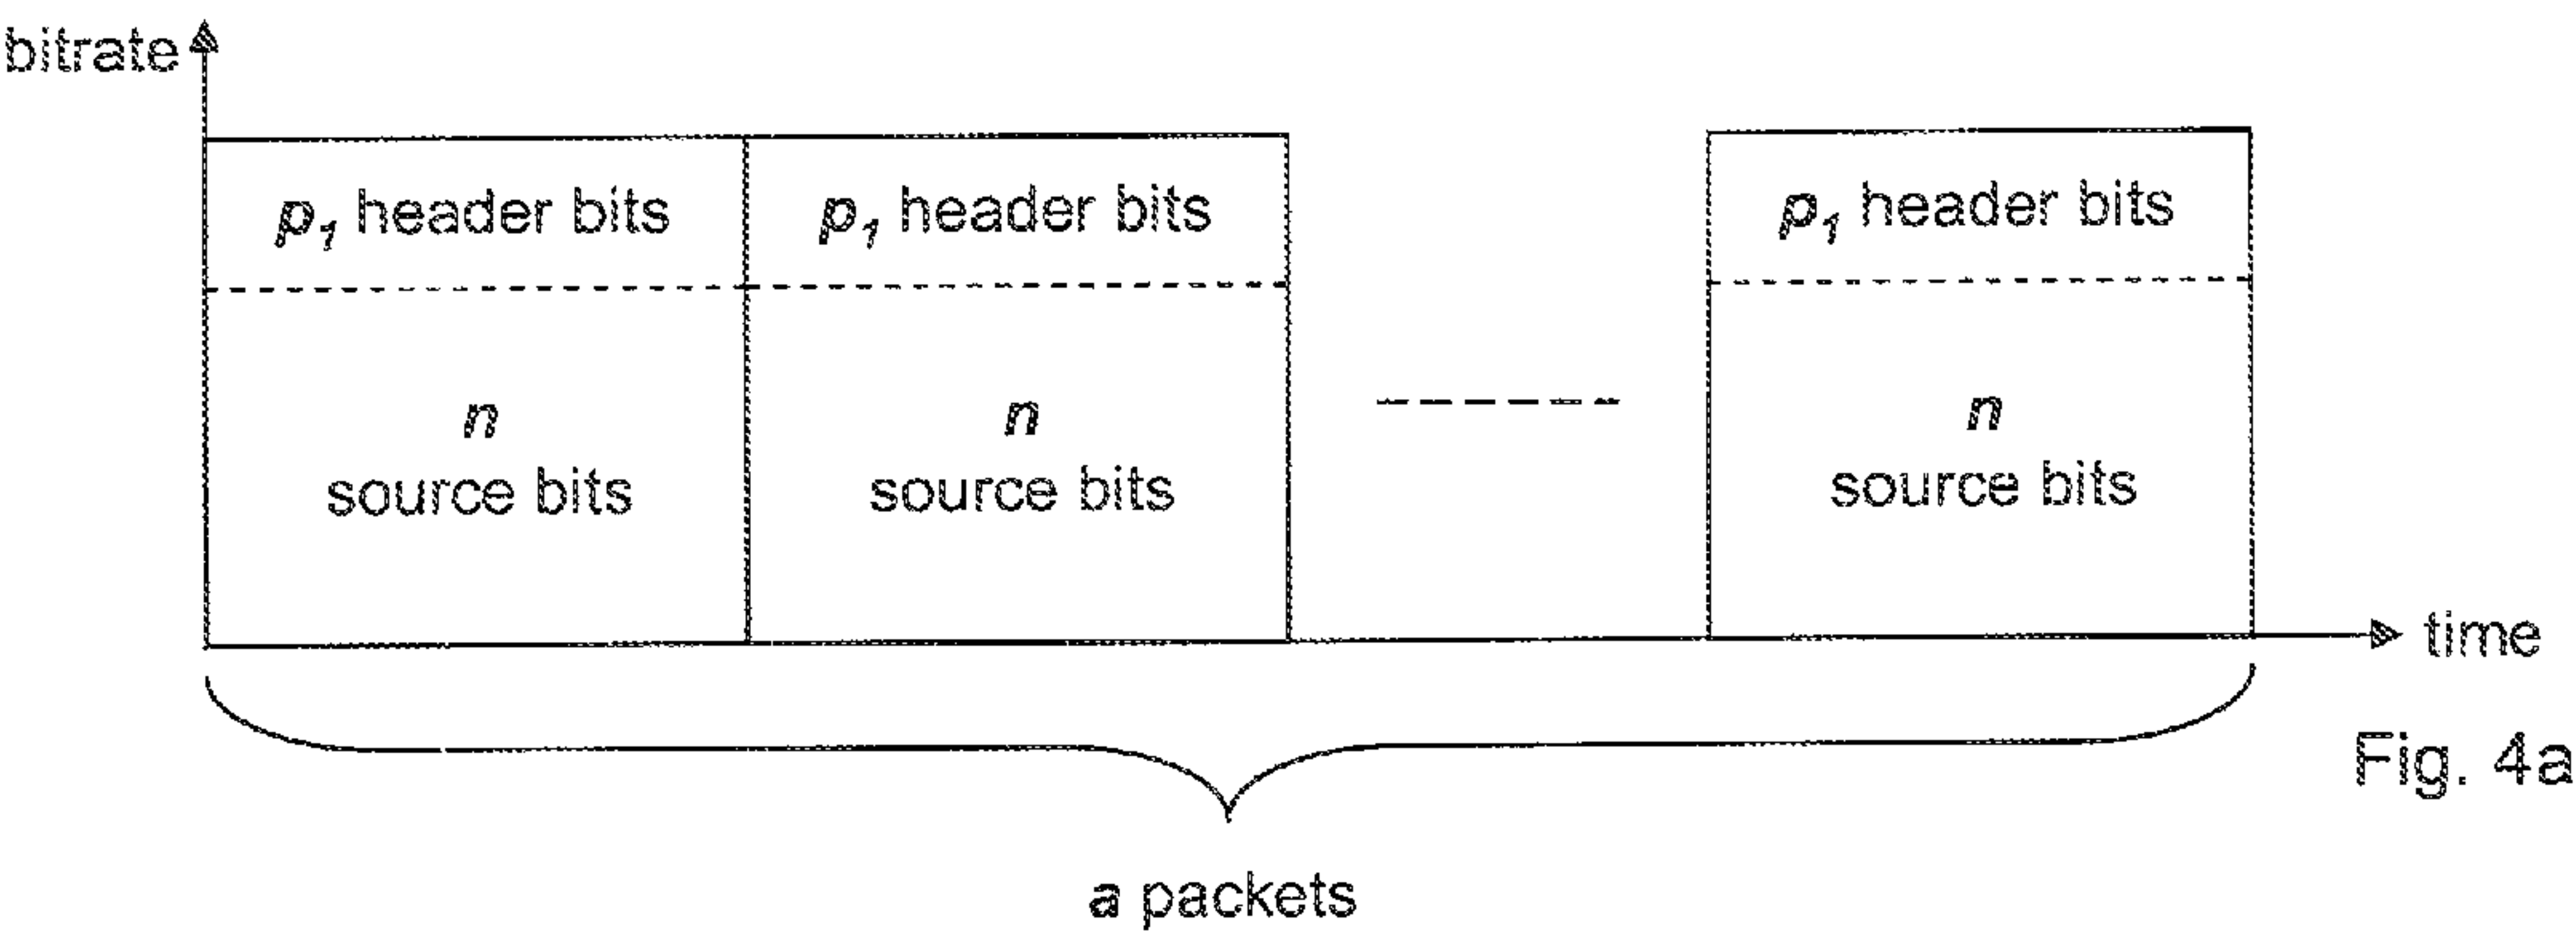 bitrate
p₁ header bits
p₁ header bits
p₁ header bits
n
source bits
n
source bits
n
source bits
time
Fig. 4a
a packets